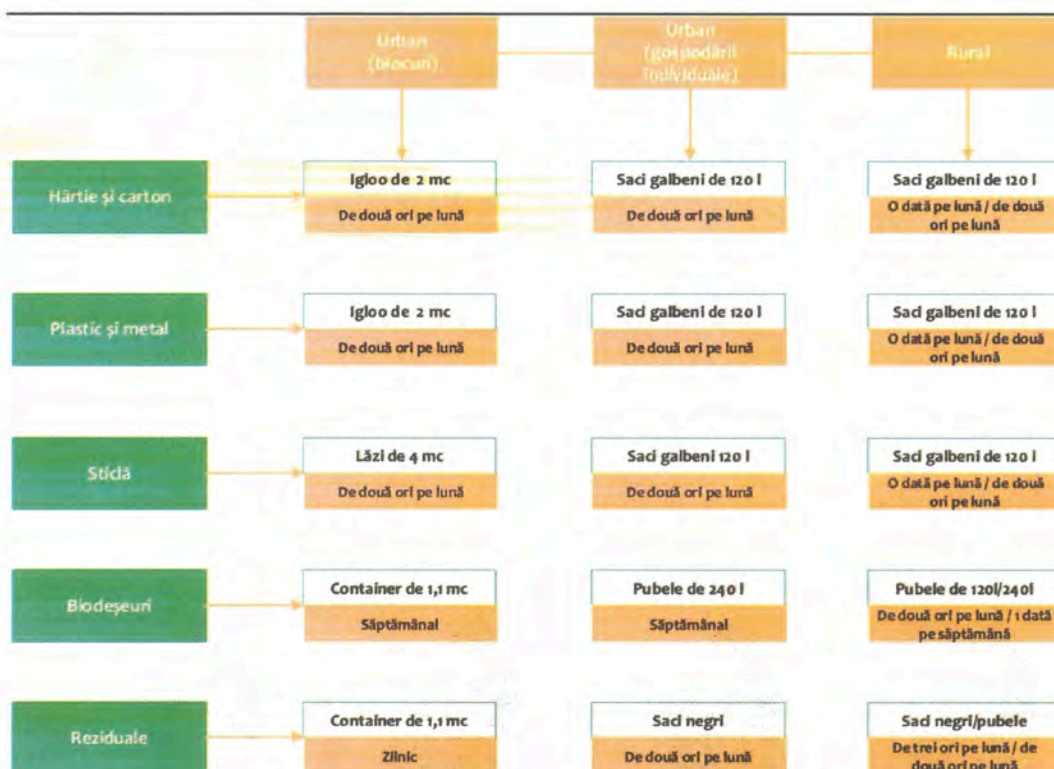 Urban
(blocuri)
Urban
(gospodării
individuale)
Rural
Hârtie și carton
Igloo de 2 mc
De două ori pe lună
Saci galbeni de 120 l
De două ori pe lună
Saci galbeni de 120 l
O dată pe lună / de două
ori pe lună
Plastic și metal
Igloo de 2 mc
De două ori pe lună
Saci galbeni de 120 l
De două ori pe lună
Saci galbeni de 120 l
O dată pe lună / de două
ori pe lună
Sticlă
Lăzi de 4 mc
De două ori pe lună
Saci galbeni 120 l
De două ori pe lună
Saci galbeni de 120 l
O dată pe lună / de două
ori pe lună
Biodeșeuri
Container de 1,1 mc
Săptămânal
Pubele de 240 l
Săptămânal
Pubele de 120l/240l
De două ori pe lună / 1 dată
pe săptămână
Reziduale
Container de 1,1 mc
Zilnic
Saci negri
De două ori pe lună
Saci negri/pubele
De trei ori pe lună / de
două ori pe lună